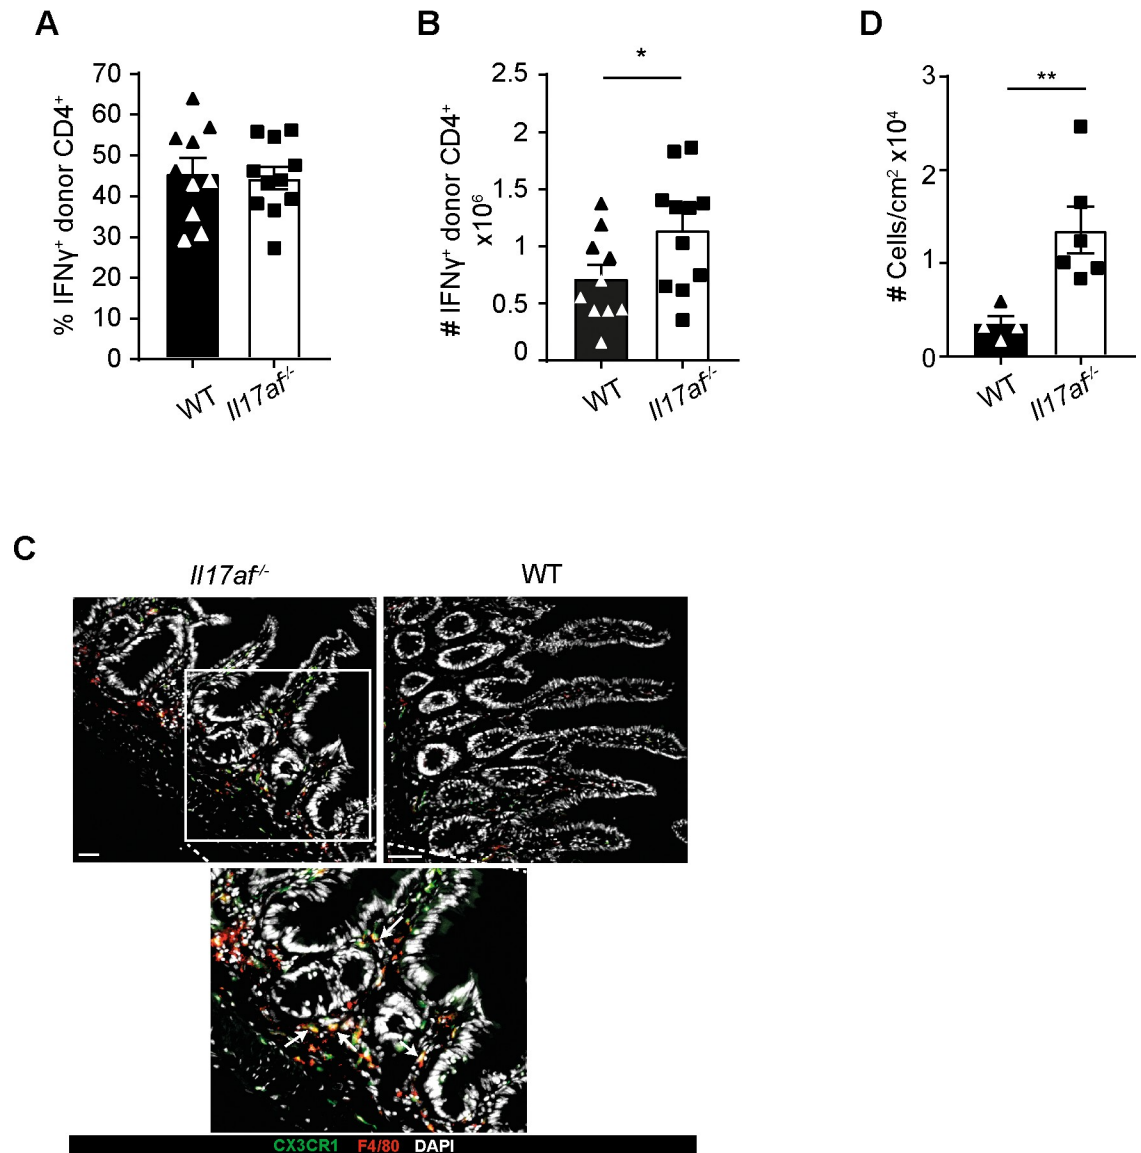 A
% IFNγ⁺ donor CD4⁺
70
60
50
40
30
20
10
0
WT
Il17af⁻/⁻
B
# IFNγ⁺ donor CD4⁺
x10⁶
2.5
2
1.5
1
0.5
0
*
WT
Il17af⁻/⁻
D
# Cells/cm² x10⁴
3
2
1
0
**
WT
Il17af⁻/⁻
C
Il17af⁻/⁻
WT
CX3CR1 F4/80 DAPI